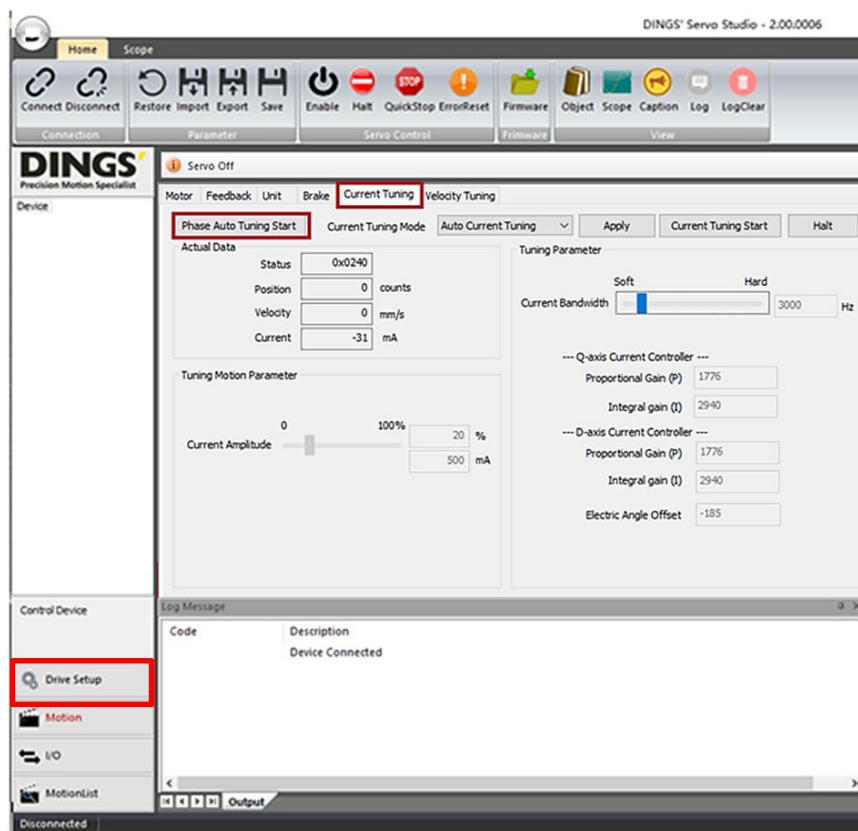 DINGS' Servo Studio - 2.00.0006
Home Scope
Connect Disconnect Restore Import Export Save Enable Halt QuickStop ErrorReset Firmware Object Scope Caption Log LogClear
Connection Parameter Servo Control Frimware View
DINGS'
Precision Motion Specialist
Device
Servo Off
Motor Feedback Unit Brake Current Tuning Velocity Tuning
Phase Auto Tuning Start Current Tuning Mode Auto Current Tuning Apply Current Tuning Start Halt
Actual Data
Status 0x0240
Position 0 counts
Velocity 0 mm/s
Current -31 mA
Tuning Parameter
Soft Hard
Current Bandwidth 3000 Hz
--- Q-axis Current Controller ---
Proportional Gain (P) 1776
Integral gain (I) 2940
--- D-axis Current Controller ---
Proportional Gain (P) 1776
Integral gain (I) 2940
Electric Angle Offset -185
Tuning Motion Parameter
0 100%
Current Amplitude 20 %
500 mA
Control Device
Drive Setup
Motion
I/O
MotionList
Log Message
Code Description
Device Connected
Output
Disconnected